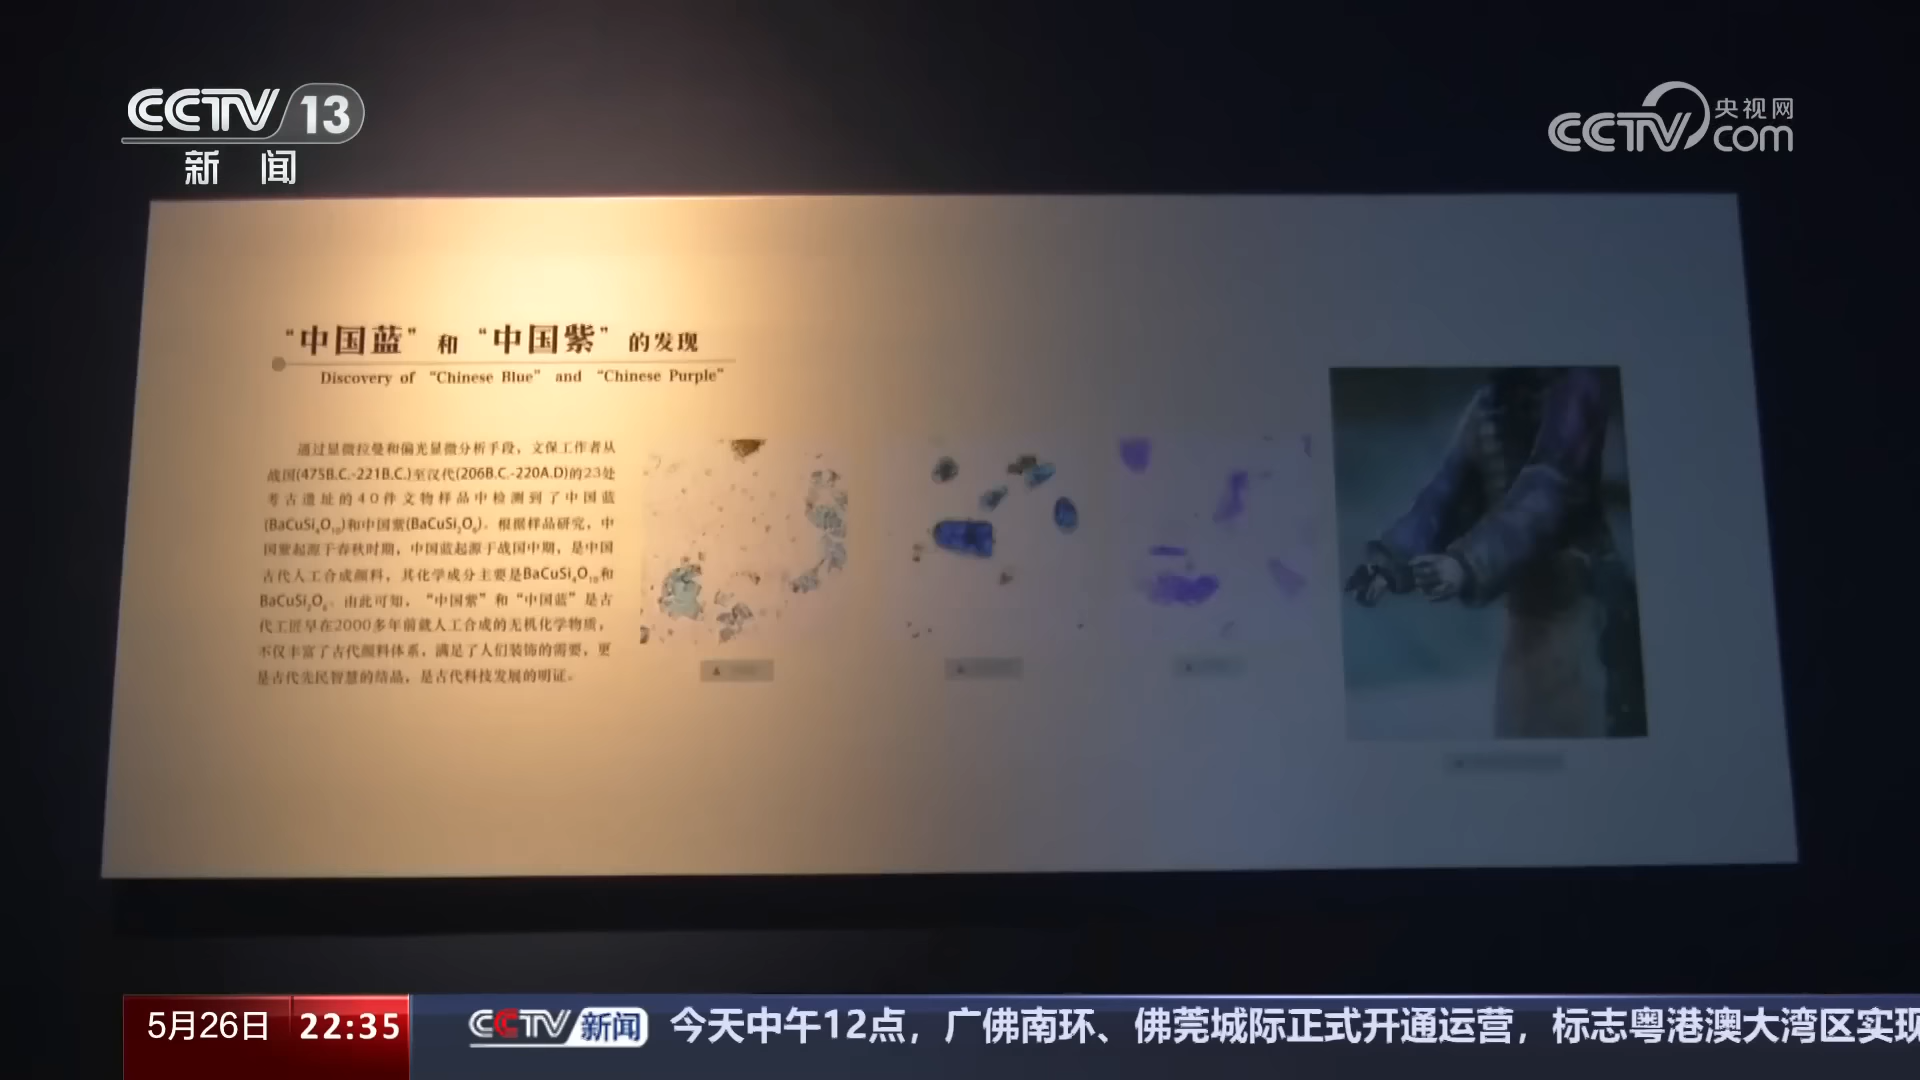 CCTV 13
新闻
央视网
CCTV com
“中国蓝” 和 “中国紫” 的发现
Discovery of “Chinese Blue” and “Chinese Purple”
通过显微拉曼和偏光显微分析手段，文保工作者从
战国(475B.C.-221B.C.)至汉代(206B.C.-220A.D)的23处
考古遗址的40件文物样品中检测到了中国蓝
(BaCuSi₄O₁₀)和中国紫(BaCuSi₂O₆)。根据样品研究，中
国紫起源于春秋时期，中国蓝起源于战国中期，是中国
古代人工合成颜料，其化学成分主要是BaCuSi₄O₁₀和
BaCuSi₂O₆。由此可知，“中国紫”和“中国蓝”是古
代工匠早在2000多年前就人工合成的无机化学物质，
不仅丰富了古代颜料体系，满足了人们装饰的需要，更
是古代先民智慧的结晶，是古代科技发展的明证。
5月26日 22:35
CCTV新闻 今天中午12点，广佛南环、佛莞城际正式开通运营，标志粤港澳大湾区实现